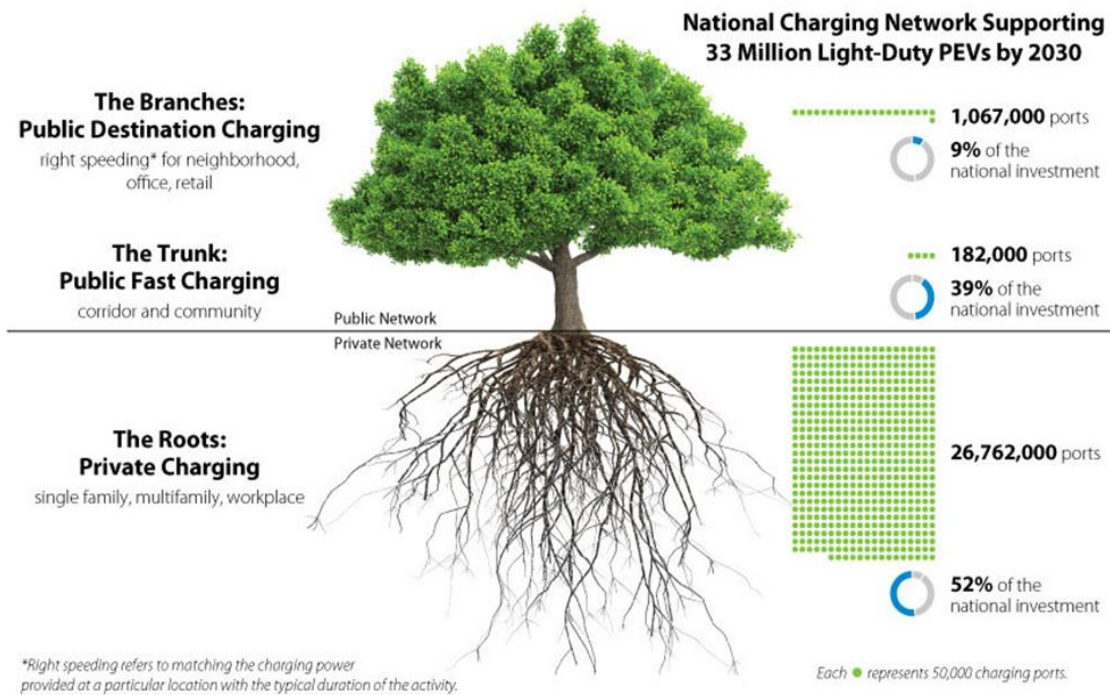 National Charging Network Supporting
33 Million Light-Duty PEVs by 2030
The Branches:
Public Destination Charging
right speeding* for neighborhood,
office, retail
1,067,000 ports
9% of the
national investment
The Trunk:
Public Fast Charging
corridor and community
182,000 ports
39% of the
national investment
Public Network
Private Network
The Roots:
Private Charging
single family, multifamily, workplace
26,762,000 ports
52% of the
national investment
*Right speeding refers to matching the charging power
provided at a particular location with the typical duration of the activity.
Each ● represents 50,000 charging ports.